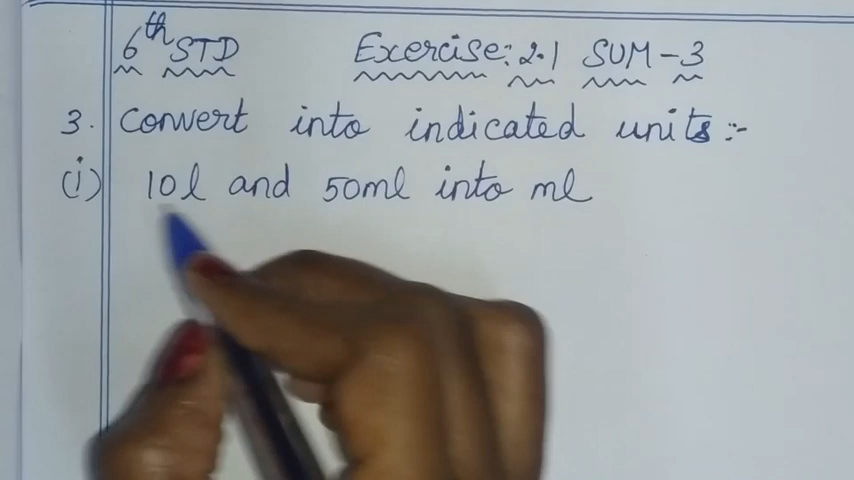 6th STD Exercise: 2.1 SUM-3
3. Convert into indicated units:-
(i) 10l and 50ml into ml